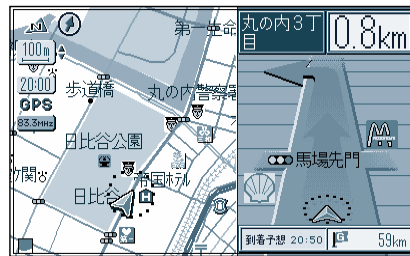 第一生命
100m
20:00
GPS
83.3MHz
歩道橋
丸の内警察署
日比谷公園
日比谷
帝国ホテル
丸の内3丁
目
0.8km
馬場先門
到着予想 20:50
59km